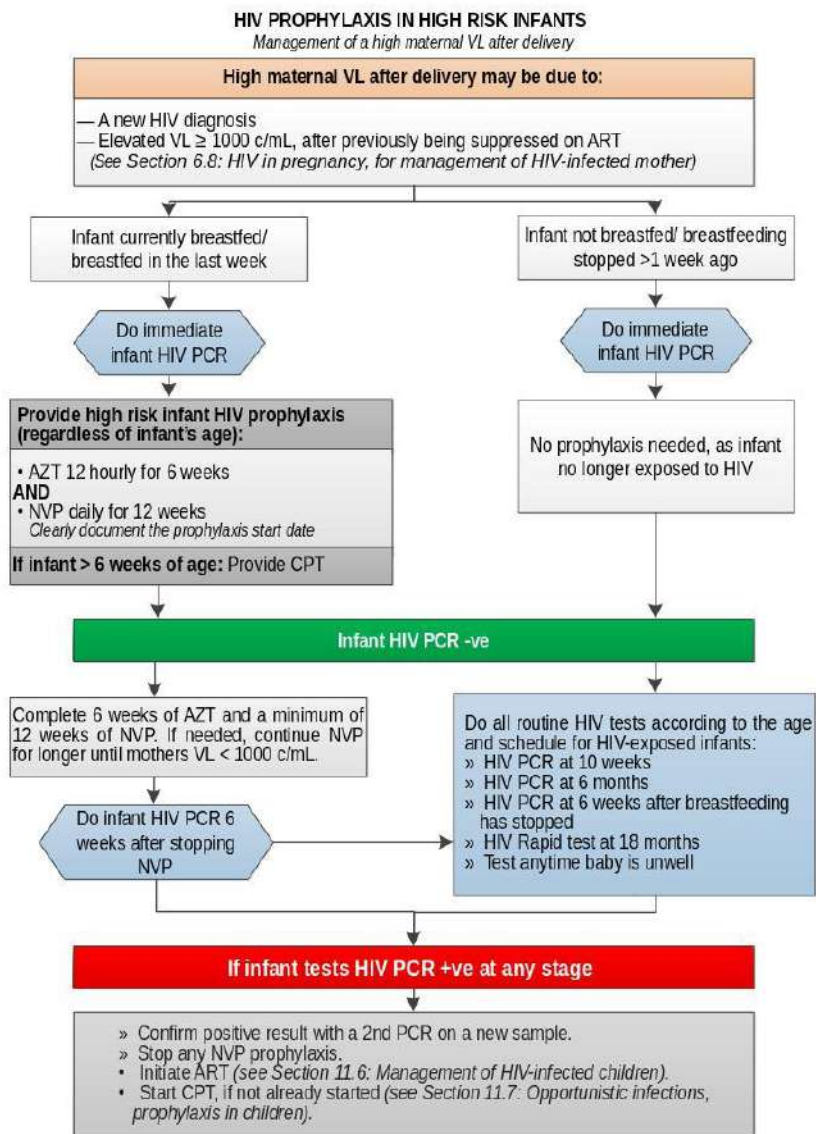 HIV PROPHYLAXIS IN HIGH RISK INFANTS
Management of a high maternal VL after delivery
High maternal VL after delivery may be due to:
— A new HIV diagnosis
— Elevated VL ≥ 1000 c/mL, after previously being suppressed on ART
(See Section 6.8: HIV in pregnancy, for management of HIV-infected mother)
Infant currently breastfed/
breastfed in the last week
Infant not breastfed/ breastfeeding
stopped >1 week ago
Do immediate
infant HIV PCR
Do immediate
infant HIV PCR
Provide high risk infant HIV prophylaxis
(regardless of infant's age):
• AZT 12 hourly for 6 weeks
AND
• NVP daily for 12 weeks
Clearly document the prophylaxis start date
If infant > 6 weeks of age: Provide CPT
No prophylaxis needed, as infant
no longer exposed to HIV
Infant HIV PCR -ve
Complete 6 weeks of AZT and a minimum of
12 weeks of NVP. If needed, continue NVP
for longer until mothers VL < 1000 c/mL.
Do infant HIV PCR 6
weeks after stopping
NVP
Do all routine HIV tests according to the age
and schedule for HIV-exposed infants:
» HIV PCR at 10 weeks
» HIV PCR at 6 months
» HIV PCR at 6 weeks after breastfeeding
has stopped
» HIV Rapid test at 18 months
» Test anytime baby is unwell
If infant tests HIV PCR +ve at any stage
» Confirm positive result with a 2nd PCR on a new sample.
» Stop any NVP prophylaxis.
• Initiate ART (see Section 11.6: Management of HIV-infected children).
• Start CPT, if not already started (see Section 11.7: Opportunistic infections,
prophylaxis in children).